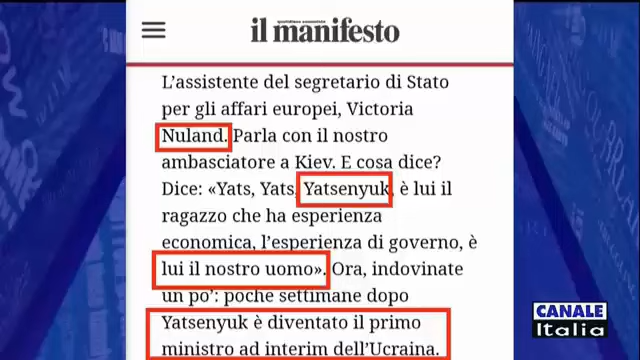 quotidiano comunista
il manifesto
L’assistente del segretario di Stato
per gli affari europei, Victoria
Nuland. Parla con il nostro
ambasciatore a Kiev. E cosa dice?
Dice: «Yats, Yats, Yatsenyuk, è lui il
ragazzo che ha esperienza
economica, l’esperienza di governo, è
lui il nostro uomo». Ora, indovinate
un po’: poche settimane dopo
Yatsenyuk è diventato il primo
ministro ad interim dell’Ucraina.
CANALE
Italia